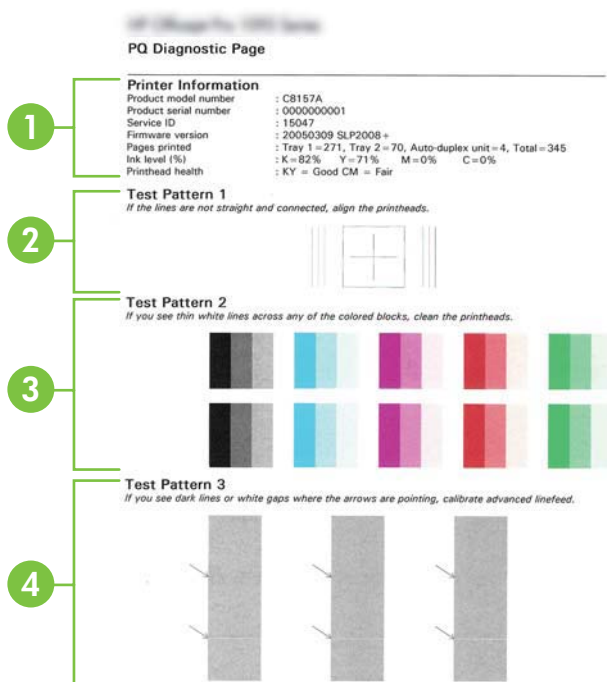 PQ Diagnostic Page
1
Printer Information
Product model number : C8157A
Product serial number : 0000000001
Service ID : 15047
Firmware version : 20050309 SLP2008+
Pages printed : Tray 1=271, Tray 2=70, Auto-duplex unit=4, Total=345
Ink level (%) : K=82% Y=71% M=0% C=0%
Printhead health : KY = Good CM = Fair
2
Test Pattern 1
If the lines are not straight and connected, align the printheads.
3
Test Pattern 2
If you see thin white lines across any of the colored blocks, clean the printheads.
4
Test Pattern 3
If you see dark lines or white gaps where the arrows are pointing, calibrate advanced linefeed.